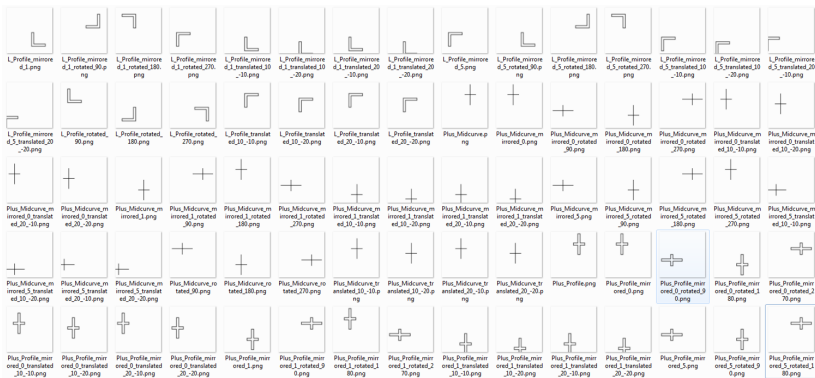 L_Profile_mirrore
d_1.png
L_Profile_mirrore
d_1_rotated_90.p
ng
L_Profile_mirrore
d_1_rotated_180.
png
L_Profile_mirrore
d_1_rotated_270.
png
L_Profile_mirrore
d_1_translated_10
_-10.png
L_Profile_mirrore
d_1_translated_10
_-20.png
L_Profile_mirrore
d_1_translated_20
_-10.png
L_Profile_mirrore
d_1_translated_20
_-20.png
L_Profile_mirrore
d_5.png
L_Profile_mirrore
d_5_rotated_90.p
ng
L_Profile_mirrore
d_5_rotated_180.
png
L_Profile_mirrore
d_5_rotated_270.
png
L_Profile_mirrore
d_5_translated_10
_-10.png
L_Profile_mirrore
d_5_translated_10
_-20.png
L_Profile_mirrore
d_5_translated_20
_-10.png
L_Profile_mirrore
d_5_translated_20
_-20.png
L_Profile_rotated_
90.png
L_Profile_rotated_
180.png
L_Profile_rotated_
270.png
L_Profile_translat
ed_10_-10.png
L_Profile_translat
ed_10_-20.png
L_Profile_translat
ed_20_-10.png
L_Profile_translat
ed_20_-20.png
Plus_Midcurve.p
ng
Plus_Midcurve_m
irrored_0.png
Plus_Midcurve_m
irrored_0_rotated
_90.png
Plus_Midcurve_m
irrored_0_rotated
_180.png
Plus_Midcurve_m
irrored_0_rotated
_270.png
Plus_Midcurve_m
irrored_0_translat
ed_10_-10.png
Plus_Midcurve_m
irrored_0_translat
ed_10_-20.png
Plus_Midcurve_m
irrored_0_translat
ed_20_-10.png
Plus_Midcurve_m
irrored_0_translat
ed_20_-20.png
Plus_Midcurve_m
irrored_1.png
Plus_Midcurve_m
irrored_1_rotated
_90.png
Plus_Midcurve_m
irrored_1_rotated
_180.png
Plus_Midcurve_m
irrored_1_rotated
_270.png
Plus_Midcurve_m
irrored_1_translat
ed_10_-10.png
Plus_Midcurve_m
irrored_1_translat
ed_10_-20.png
Plus_Midcurve_m
irrored_1_translat
ed_20_-10.png
Plus_Midcurve_m
irrored_1_translat
ed_20_-20.png
Plus_Midcurve_m
irrored_5.png
Plus_Midcurve_m
irrored_5_rotated
_90.png
Plus_Midcurve_m
irrored_5_rotated
_180.png
Plus_Midcurve_m
irrored_5_rotated
_270.png
Plus_Midcurve_m
irrored_5_translat
ed_10_-10.png
Plus_Midcurve_m
irrored_5_translat
ed_10_-20.png
Plus_Midcurve_m
irrored_5_translat
ed_20_-10.png
Plus_Midcurve_m
irrored_5_translat
ed_20_-20.png
Plus_Midcurve_ro
tated_90.png
Plus_Midcurve_ro
tated_180.png
Plus_Midcurve_ro
tated_270.png
Plus_Midcurve_tr
anslated_10_-10.p
ng
Plus_Midcurve_tr
anslated_10_-20.p
ng
Plus_Midcurve_tr
anslated_20_-10.p
ng
Plus_Midcurve_tr
anslated_20_-20.p
ng
Plus_Profile.png
Plus_Profile_mirr
ored_0.png
Plus_Profile_mirr
ored_0_rotated_9
0.png
Plus_Profile_mirr
ored_0_rotated_1
80.png
Plus_Profile_mirr
ored_0_rotated_2
70.png
Plus_Profile_mirr
ored_0_translated
_10_-10.png
Plus_Profile_mirr
ored_0_translated
_10_-20.png
Plus_Profile_mirr
ored_0_translated
_20_-10.png
Plus_Profile_mirr
ored_0_translated
_20_-20.png
Plus_Profile_mirr
ored_1.png
Plus_Profile_mirr
ored_1_rotated_9
0.png
Plus_Profile_mirr
ored_1_rotated_1
80.png
Plus_Profile_mirr
ored_1_rotated_2
70.png
Plus_Profile_mirr
ored_1_translated
_10_-10.png
Plus_Profile_mirr
ored_1_translated
_10_-20.png
Plus_Profile_mirr
ored_1_translated
_20_-10.png
Plus_Profile_mirr
ored_1_translated
_20_-20.png
Plus_Profile_mirr
ored_5.png
Plus_Profile_mirr
ored_5_rotated_9
0.png
Plus_Profile_mirr
ored_5_rotated_1
80.png